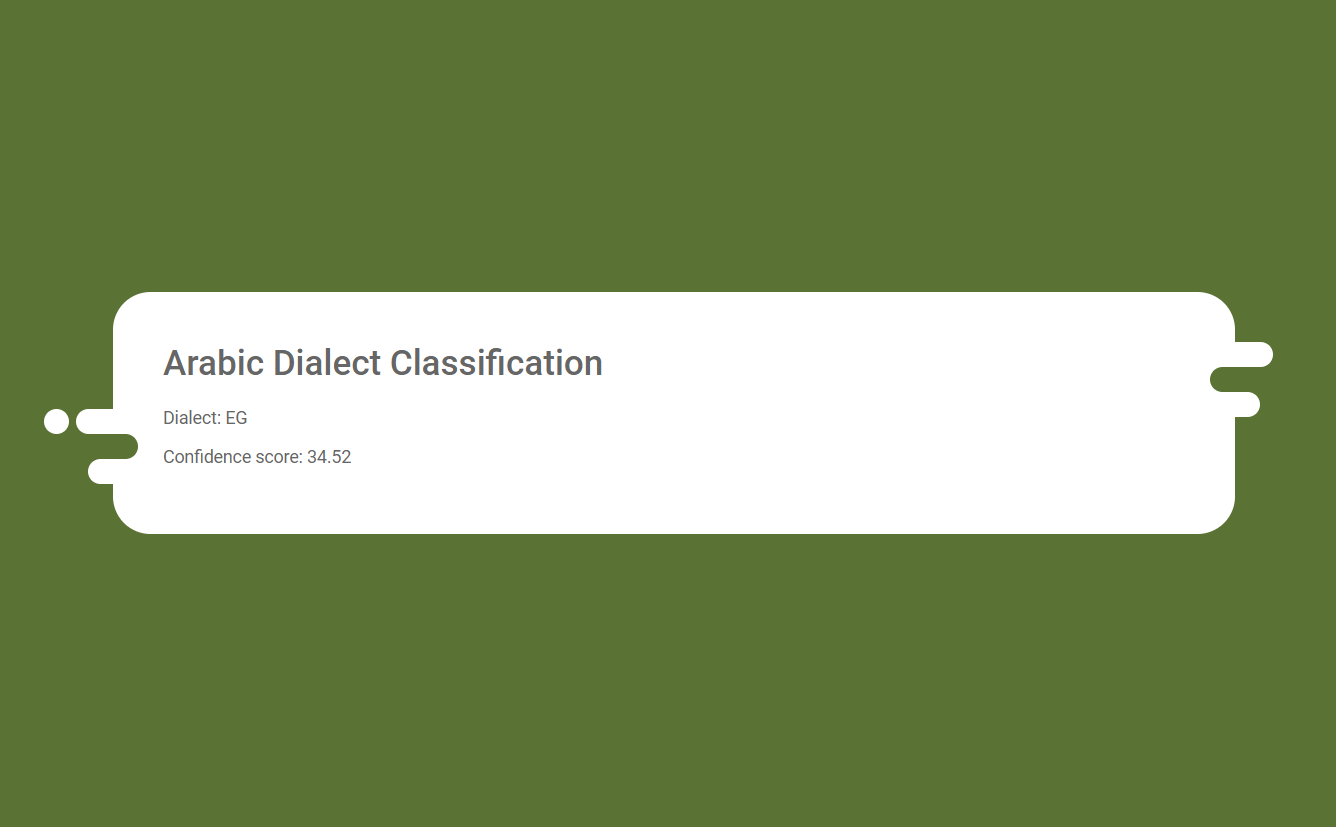 Arabic Dialect Classification
Dialect: EG
Confidence score: 34.52